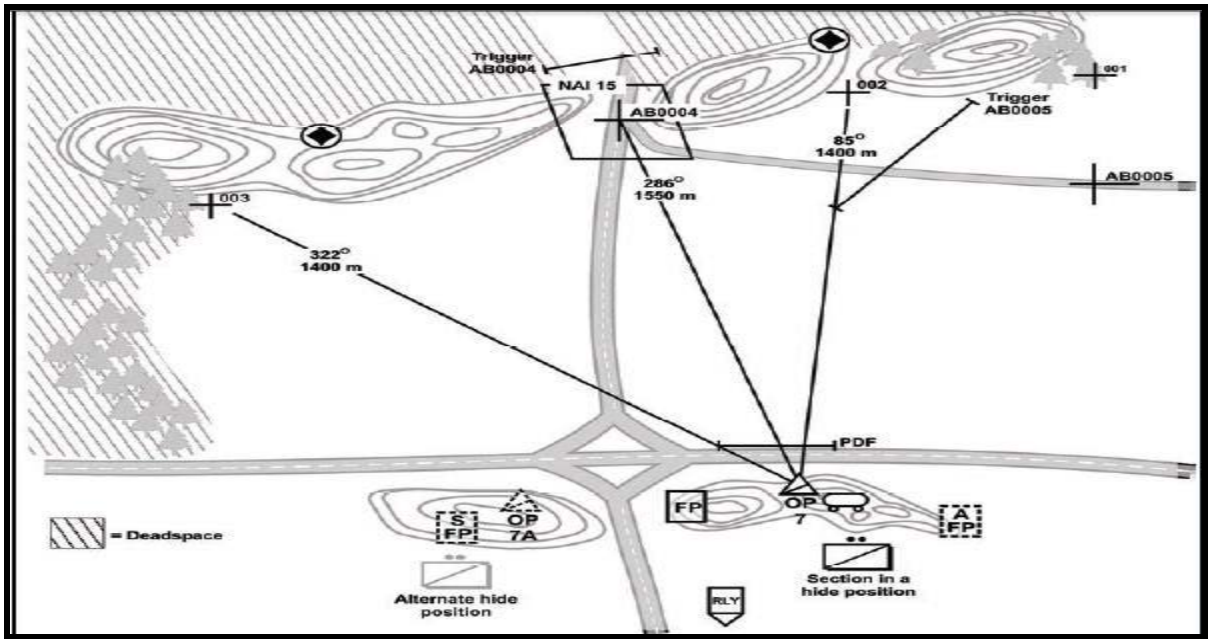 Trigger
AB0004
NAI 15
AB0004
002
001
Trigger
AB0005
85°
1400 m
AB0005
286°
1550 m
003
322°
1400 m
PDF
FP
OP
7
A
FP
S
FP
OP
7A
= Deadspace
Alternate hide
position
Section in a
hide position
RLY